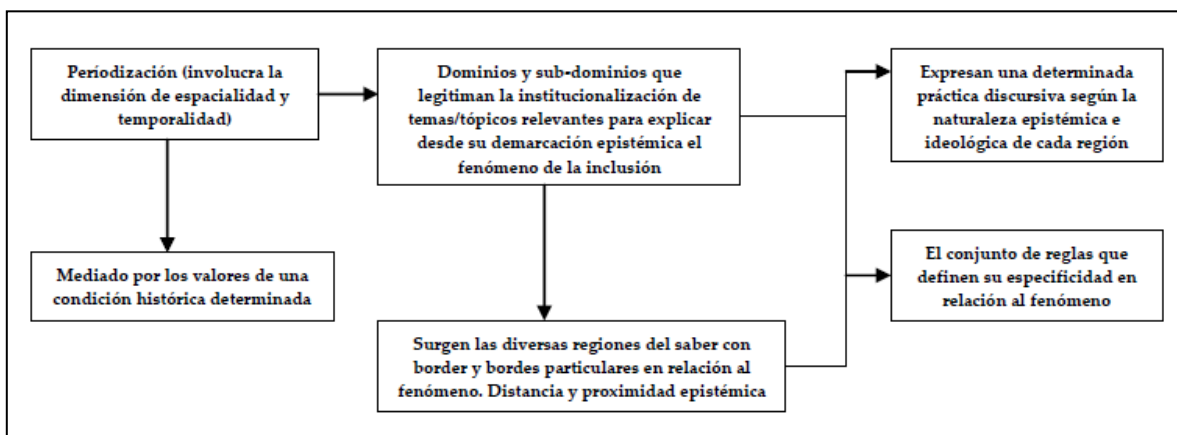 Períodización (involucra la
dimensión de espacialidad y
temporalidad)
Dominios y sub-dominios que
legitiman la institucionalización de
temas/tópicos relevantes para explicar
desde su demarcación epistémica el
fenómeno de la inclusión
Expresan una determinada
práctica discursiva según la
naturaleza epistémica e
ideológica de cada región
Mediado por los valores de una
condición histórica determinada
El conjunto de reglas que
definen su especificidad en
relación al fenómeno
Surgen las diversas regiones del saber con
border y bordes particulares en relación al
fenómeno. Distancia y proximidad epistémica